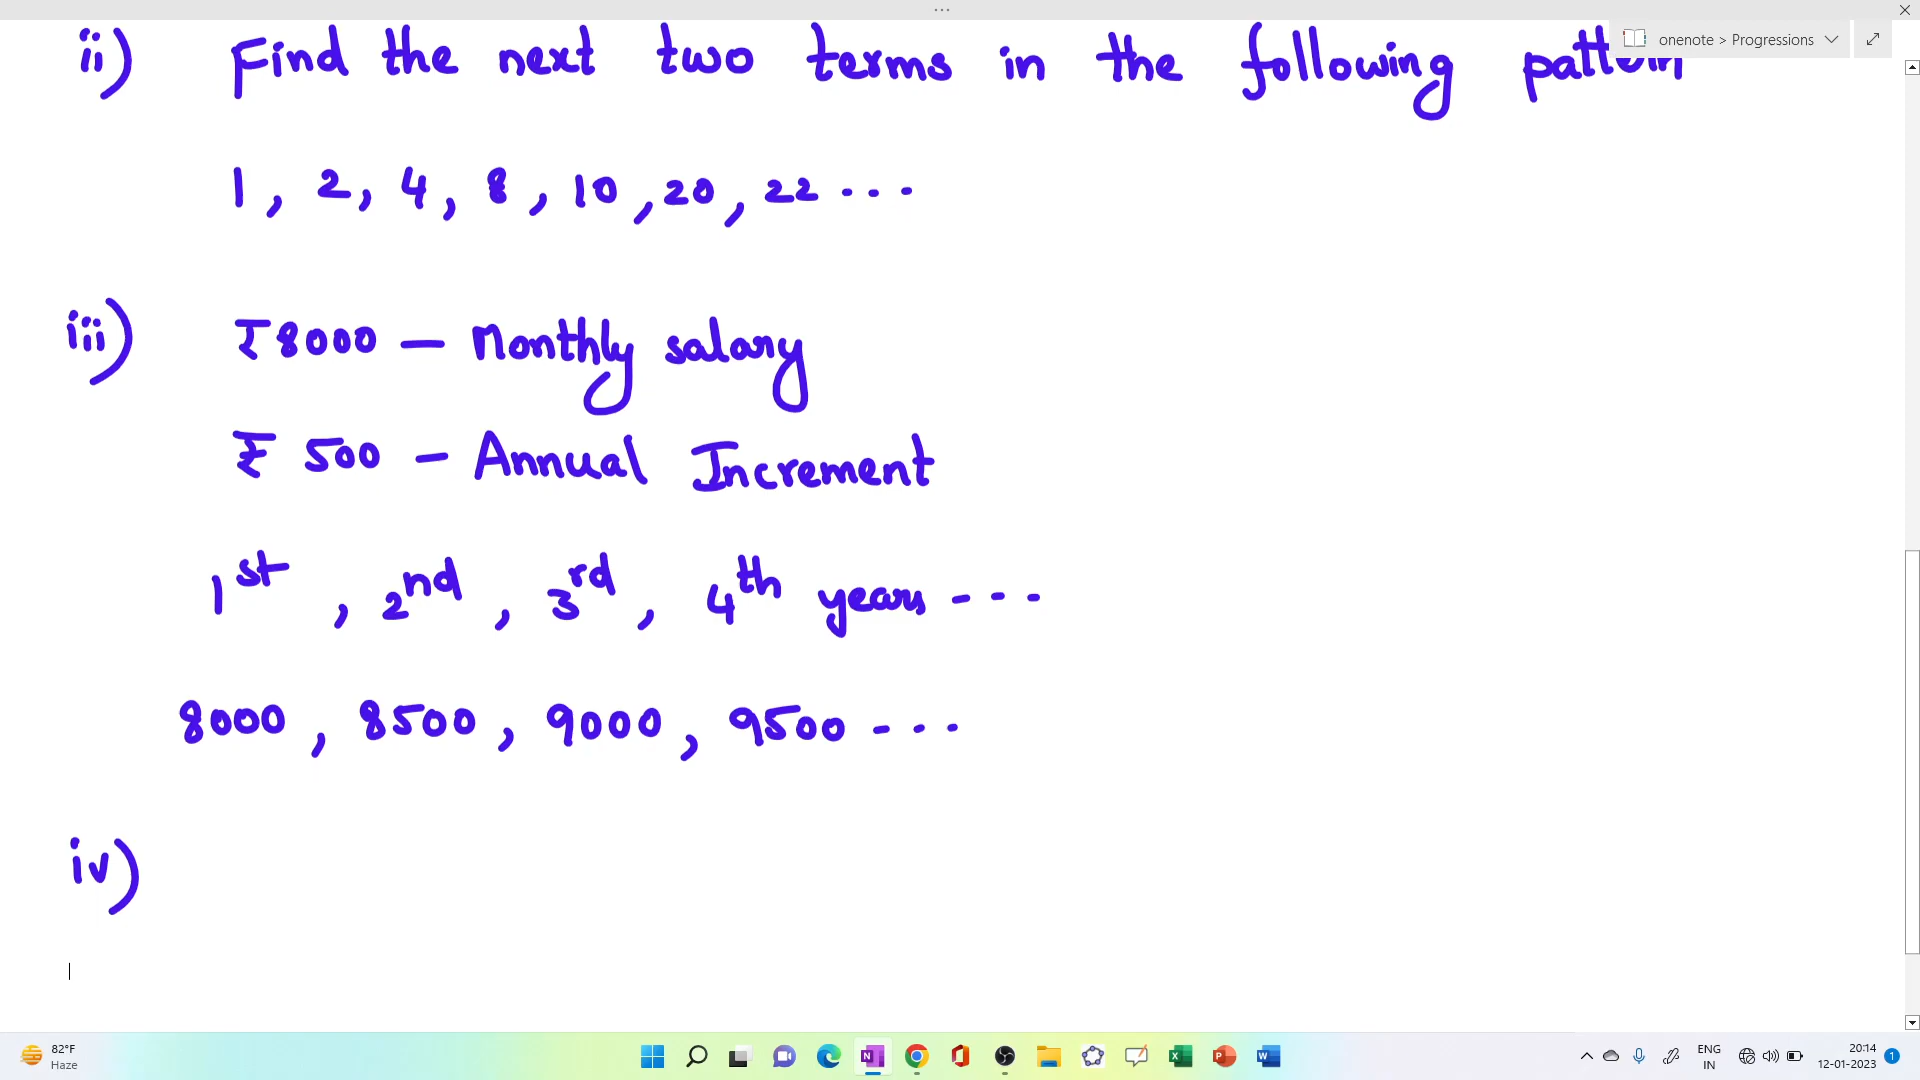 ...
onenote > Progressions
ii) Find the next two terms in the following pattern
1, 2, 4, 8, 10, 20, 22 ...
iii) ₹8000 — Monthly salary
₹ 500 - Annual Increment
1st, 2nd, 3rd, 4th years ---
8000, 8500, 9000, 9500 ---
iv)
82°F
Haze
ENG
IN
20:14
12-01-2023
1